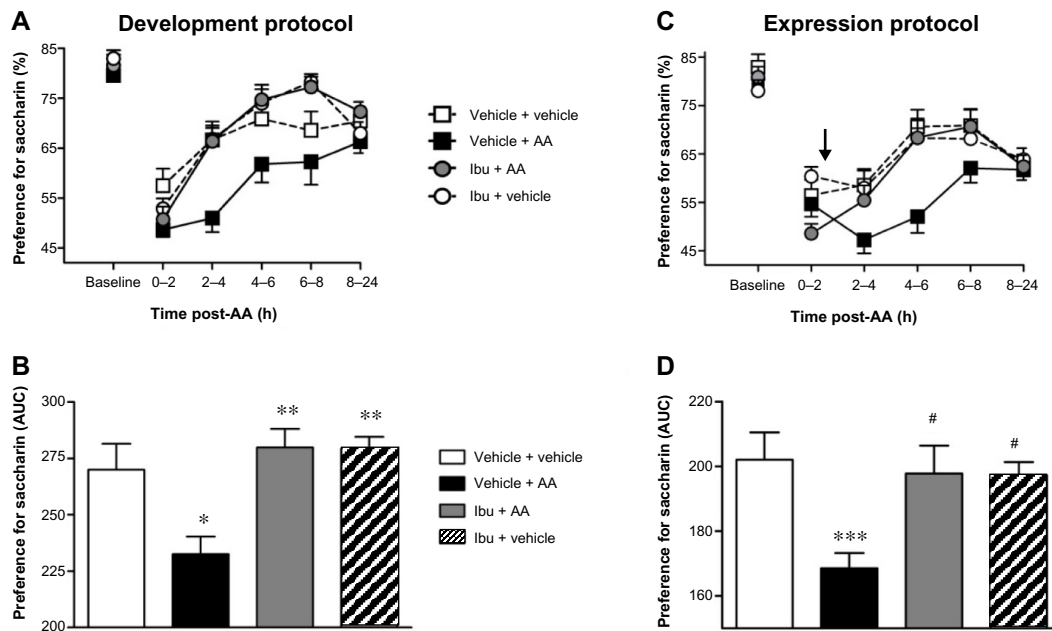 A
Development protocol
Preference for saccharin (%)
85
75
65
55
45
Baseline
0–2
2–4
4–6
6–8
8–24
Time post-AA (h)
Vehicle + vehicle
Vehicle + AA
Ibu + AA
Ibu + vehicle
C
Expression protocol
Preference for saccharin (%)
85
75
65
55
45
Baseline
0–2
2–4
4–6
6–8
8–24
Time post-AA (h)
B
Preference for saccharin (AUC)
300
275
250
225
200
*
**
**
Vehicle + vehicle
Vehicle + AA
Ibu + AA
Ibu + vehicle
D
Preference for saccharin (AUC)
220
200
180
160
***
#
#